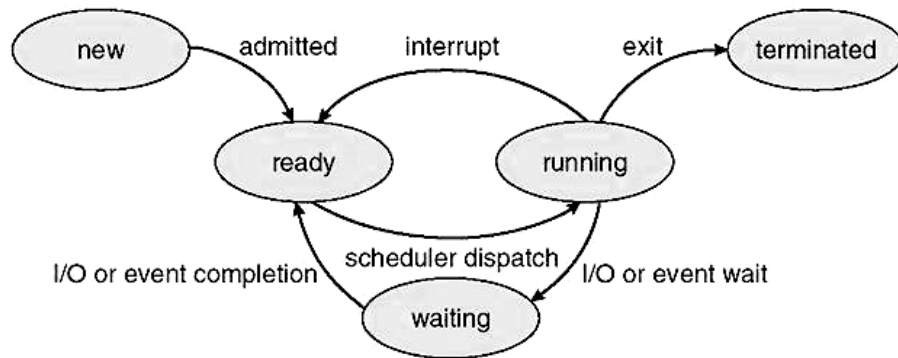 new
admitted
interrupt
exit
terminated
ready
running
I/O or event completion
scheduler dispatch
I/O or event wait
waiting